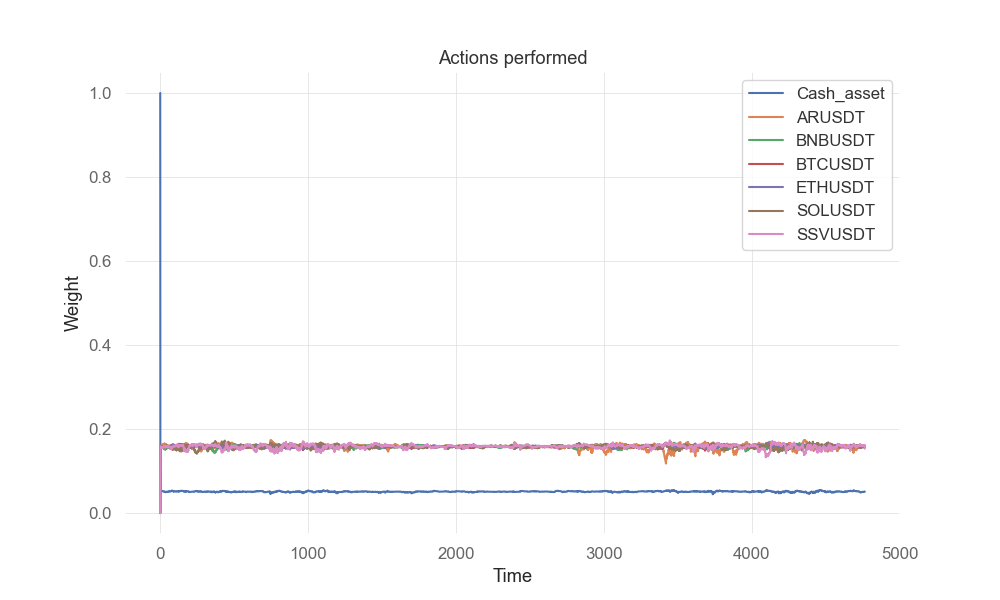 Actions performed
1.0
0.8
0.6
0.4
0.2
0.0
Weight
Cash_asset
ARUSDT
BNBUSDT
BTCUSDT
ETHUSDT
SOLUSDT
SSVUSDT
0 1000 2000 3000 4000 5000
Time